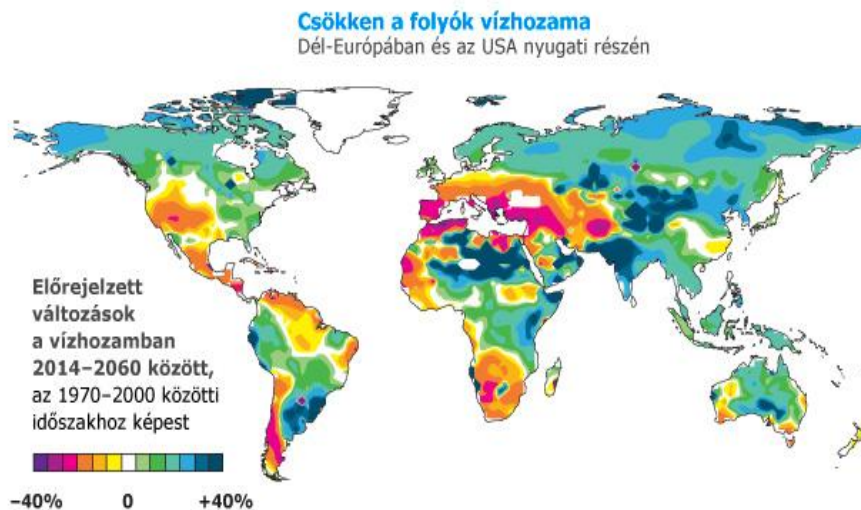 Csökken a folyók vízhozama
Dél-Európában és az USA nyugati részén
Előrejelzett
változások
a vízhozamban
2014–2060 között,
az 1970–2000 közötti
időszakhoz képest
−40% 0 +40%